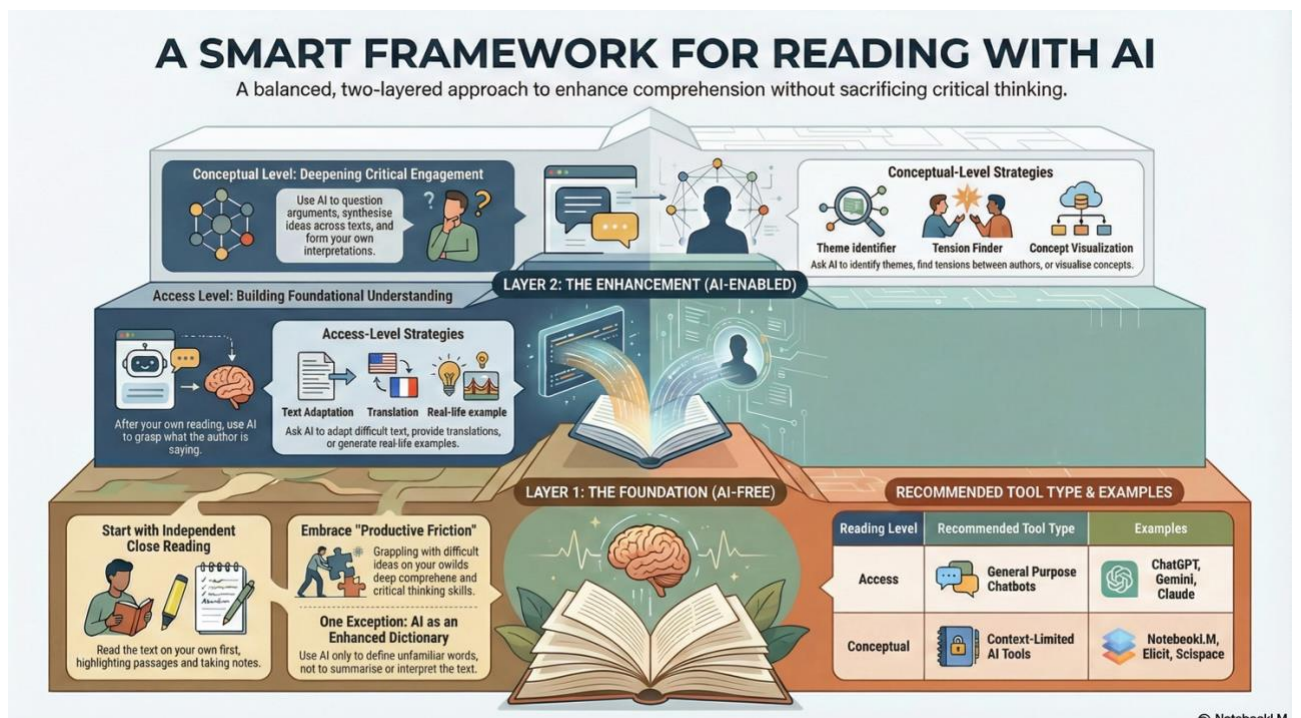 A SMART FRAMEWORK FOR READING WITH AI
A balanced, two-layered approach to enhance comprehension without sacrificing critical thinking.
Conceptual Level: Deepening Critical Engagement
Use AI to question
arguments, synthesise
ideas across texts, and
form your own
interpretations.
Conceptual-Level Strategies
Theme identifier
Tension Finder
Concept Visualization
Ask AI to identify themes, find tensions between authors, or visualise concepts.
LAYER 2: THE ENHANCEMENT (AI-ENABLED)
Access Level: Building Foundational Understanding
After your own reading, use AI
to grasp what the author is
saying.
Access-Level Strategies
Text Adaptation
Translation
Real-life example
Ask AI to adapt difficult text, provide translations,
or generate real-life examples.
LAYER 1: THE FOUNDATION (AI-FREE)
Start with Independent
Close Reading
Read the text on your own first,
highlighting passages and taking notes.
Embrace "Productive Friction"
Grappling with difficult
ideas on your owilds
deep comprehene and
critical thinking skills.
One Exception: AI as an
Enhanced Dictionary
Use AI only to define unfamiliar words,
not to summarise or interpret the text.
RECOMMENDED TOOL TYPE & EXAMPLES
Reading Level Recommended Tool Type Examples
Access
General Purpose
Chatbots
ChatGPT,
Gemini,
Claude
Conceptual
Context-Limited
AI Tools
NotebeokI.M,
Elicit, Scispace